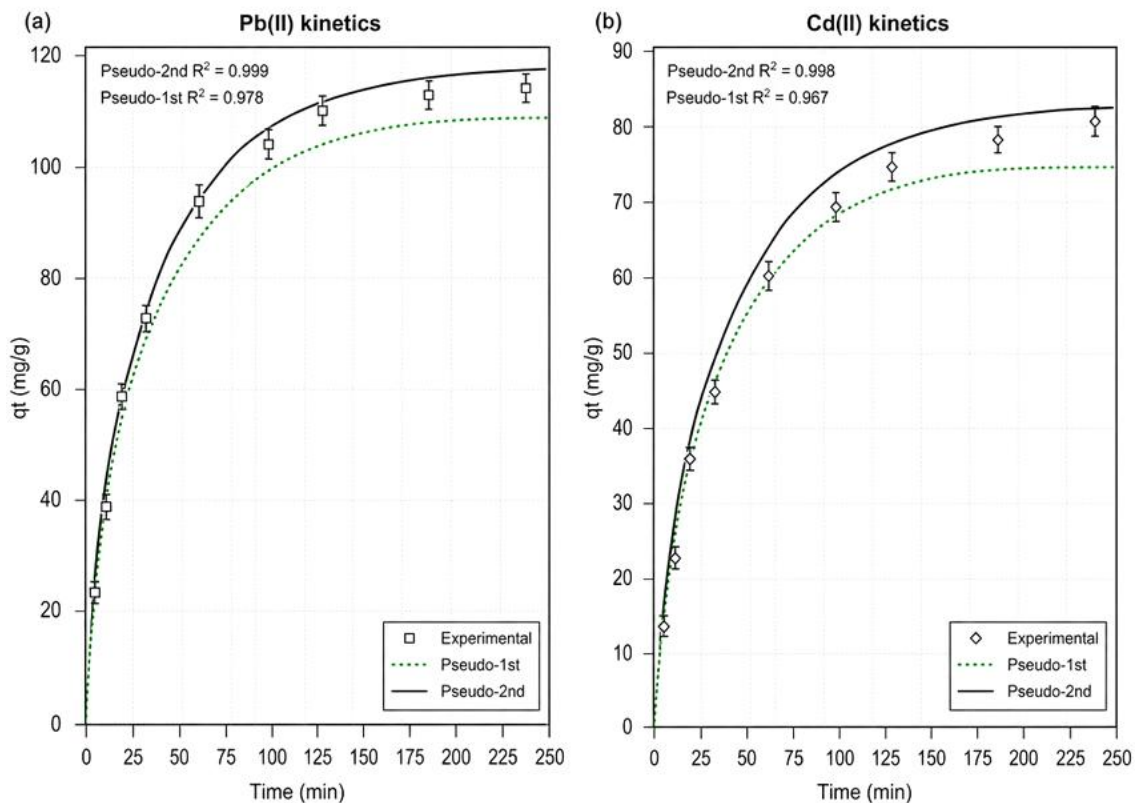 (a)
Pb(II) kinetics
Pseudo-2nd R² = 0.999
Pseudo-1st R² = 0.978
120
100
80
60
40
20
0
qt (mg/g)
0 25 50 75 100 125 150 175 200 225 250
Time (min)
Experimental
Pseudo-1st
Pseudo-2nd
(b)
Cd(II) kinetics
Pseudo-2nd R² = 0.998
Pseudo-1st R² = 0.967
90
80
70
60
50
40
30
20
10
0
qt (mg/g)
0 25 50 75 100 125 150 175 200 225 250
Time (min)
Experimental
Pseudo-1st
Pseudo-2nd